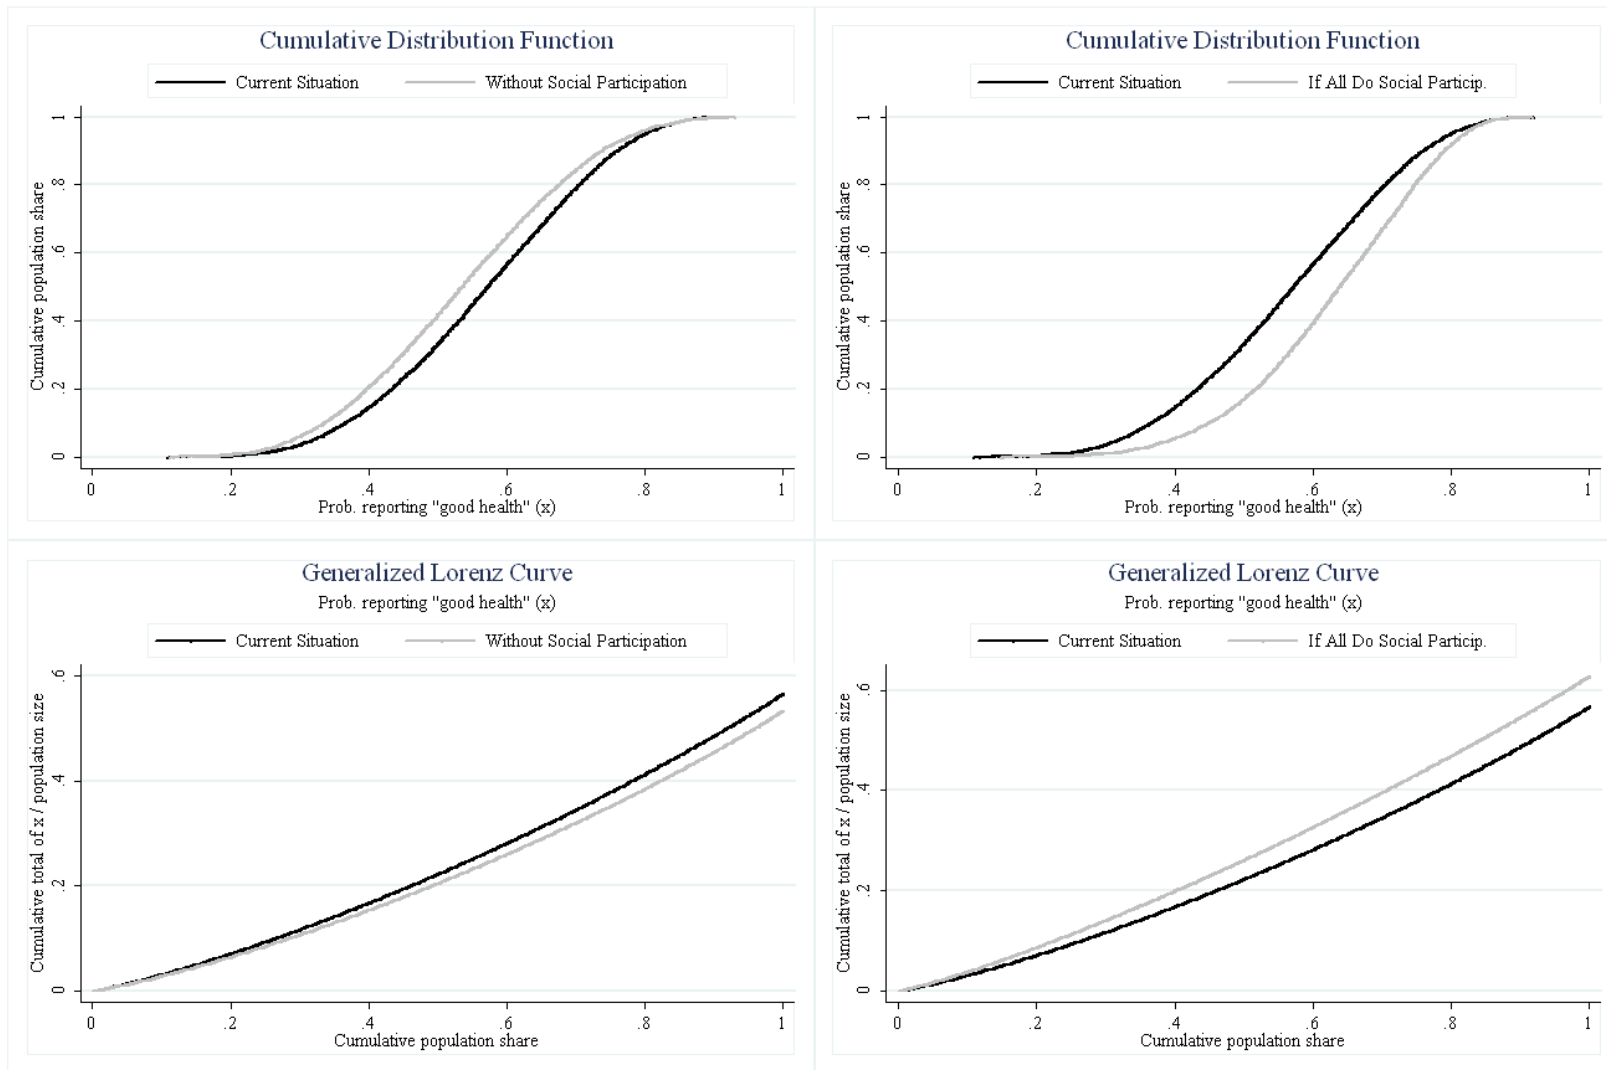 Cumulative Distribution Function
Current Situation Without Social Participation
Cumulative population share
1
.8
.6
.4
.2
0
0 .2 .4 .6 .8 1
Prob. reporting "good health" (x)
Cumulative Distribution Function
Current Situation If All Do Social Particip.
Cumulative population share
1
.8
.6
.4
.2
0
0 .2 .4 .6 .8 1
Prob. reporting "good health" (x)
Generalized Lorenz Curve
Prob. reporting "good health" (x)
Current Situation Without Social Participation
Cumulative total of x / population size
.6
.4
.2
0
0 .2 .4 .6 .8 1
Cumulative population share
Generalized Lorenz Curve
Prob. reporting "good health" (x)
Current Situation If All Do Social Particip.
Cumulative total of x / population size
.6
.4
.2
0
0 .2 .4 .6 .8 1
Cumulative population share